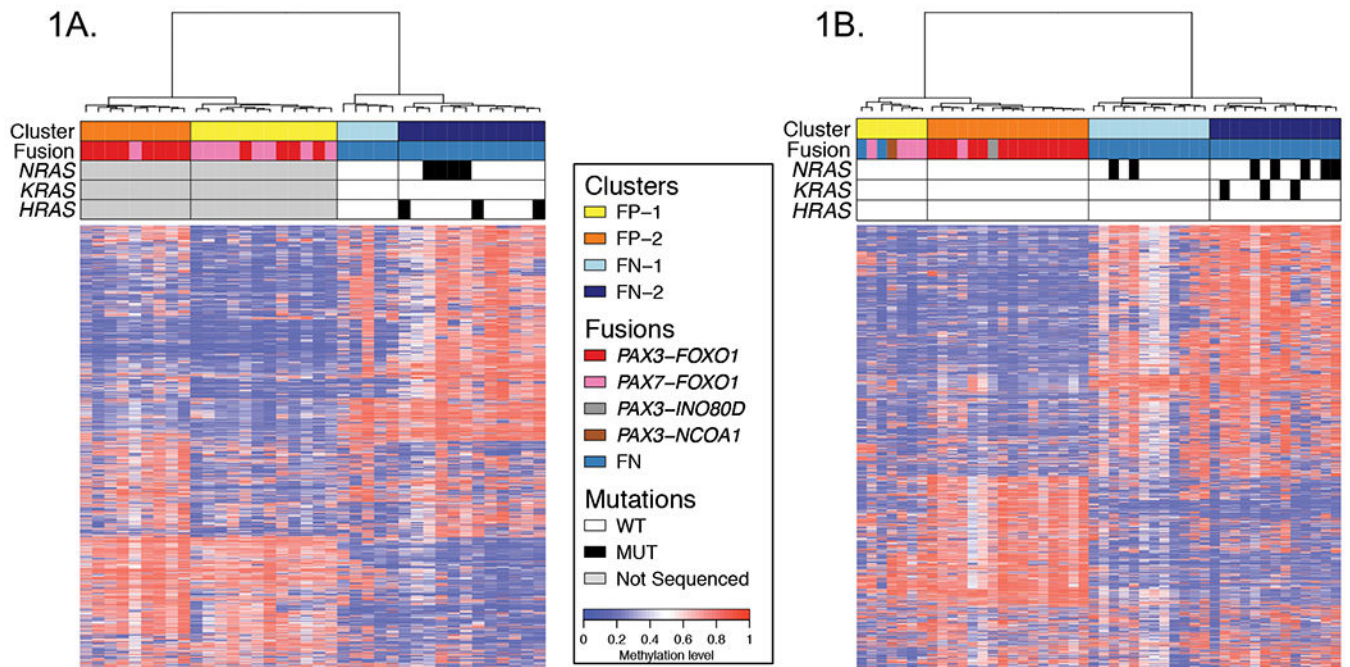 1A.
Cluster
Fusion
NRAS
KRAS
HRAS
Clusters
FP-1
FP-2
FN-1
FN-2
Fusions
PAX3-FOXO1
PAX7-FOXO1
PAX3-INO80D
PAX3-NCOA1
FN
Mutations
WT
MUT
Not Sequenced
0 0.2 0.4 0.6 0.8 1
Methylation level
1B.
Cluster
Fusion
NRAS
KRAS
HRAS